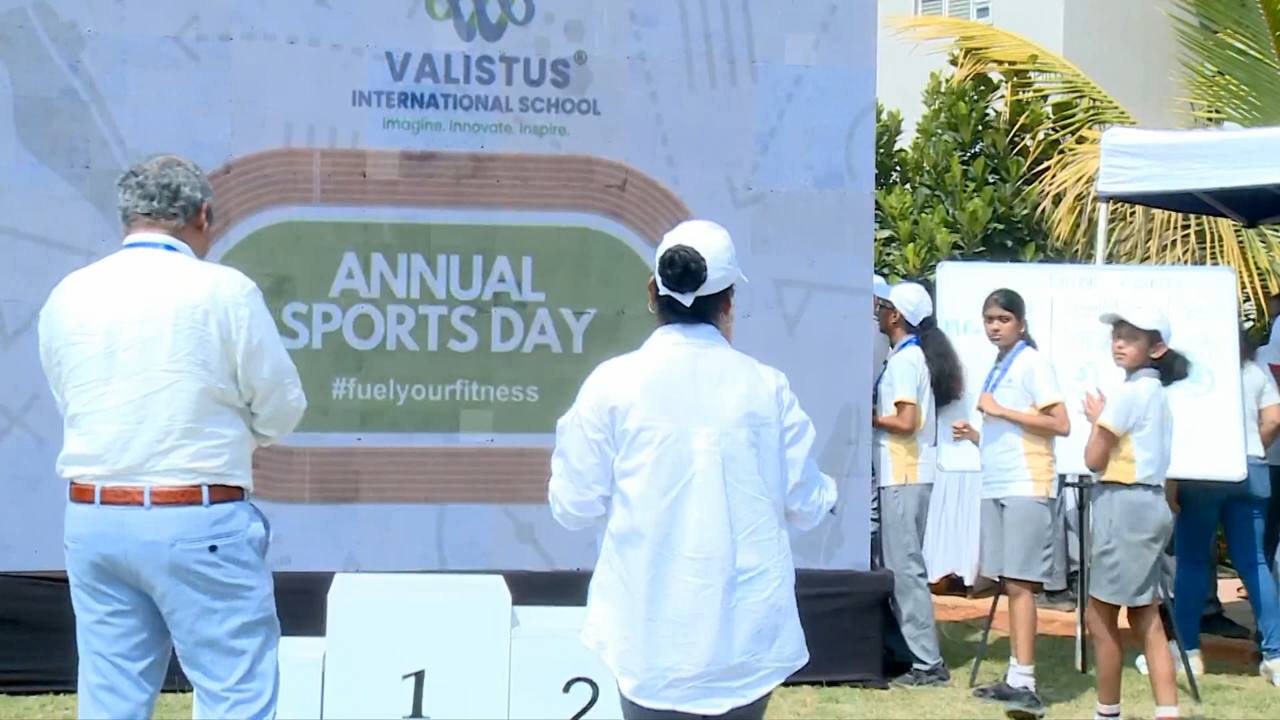 VALISTUS®
INTERNATIONAL SCHOOL
Imagine. Innovate. Inspire.
ANNUAL
SPORTS DAY
#fuelyourfitness
1
2